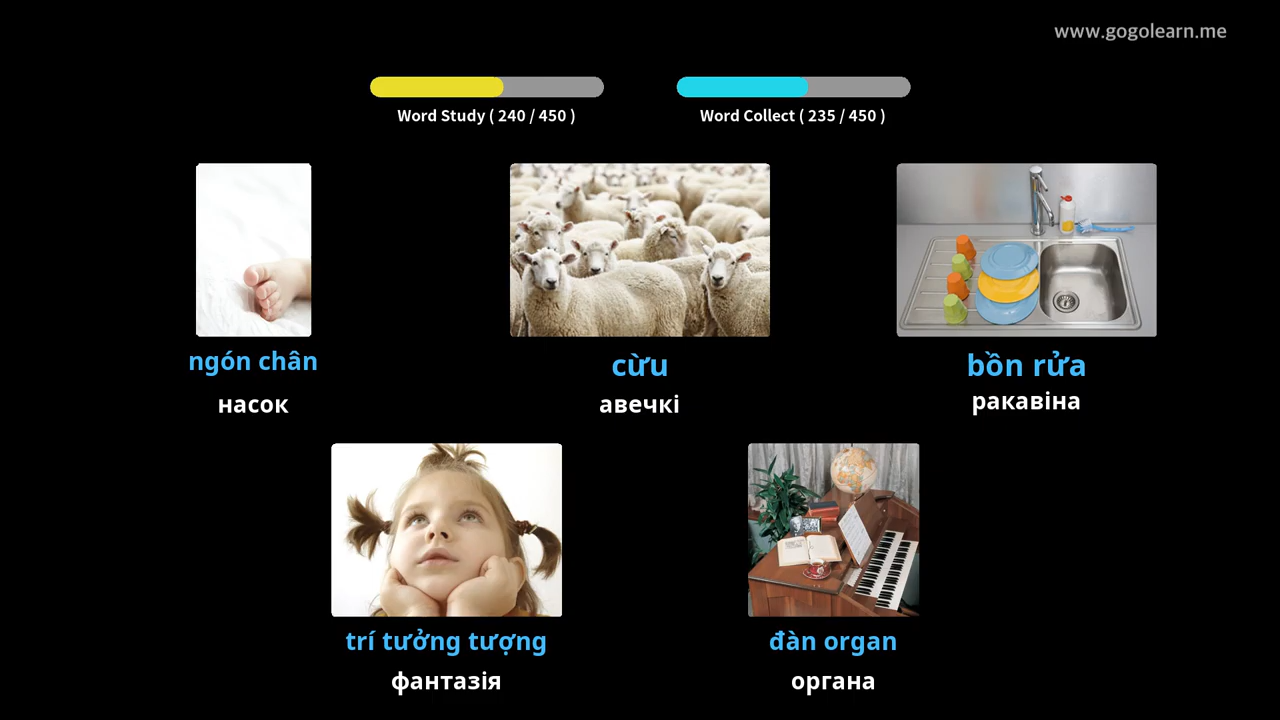 www.gogolearn.me
Word Study ( 240 / 450 )
Word Collect ( 235 / 450 )
ngón chân
cừu
bồn rửa
насок
авечкі
ракавіна
trí tưởng tượng
đàn organ
фантазія
органа